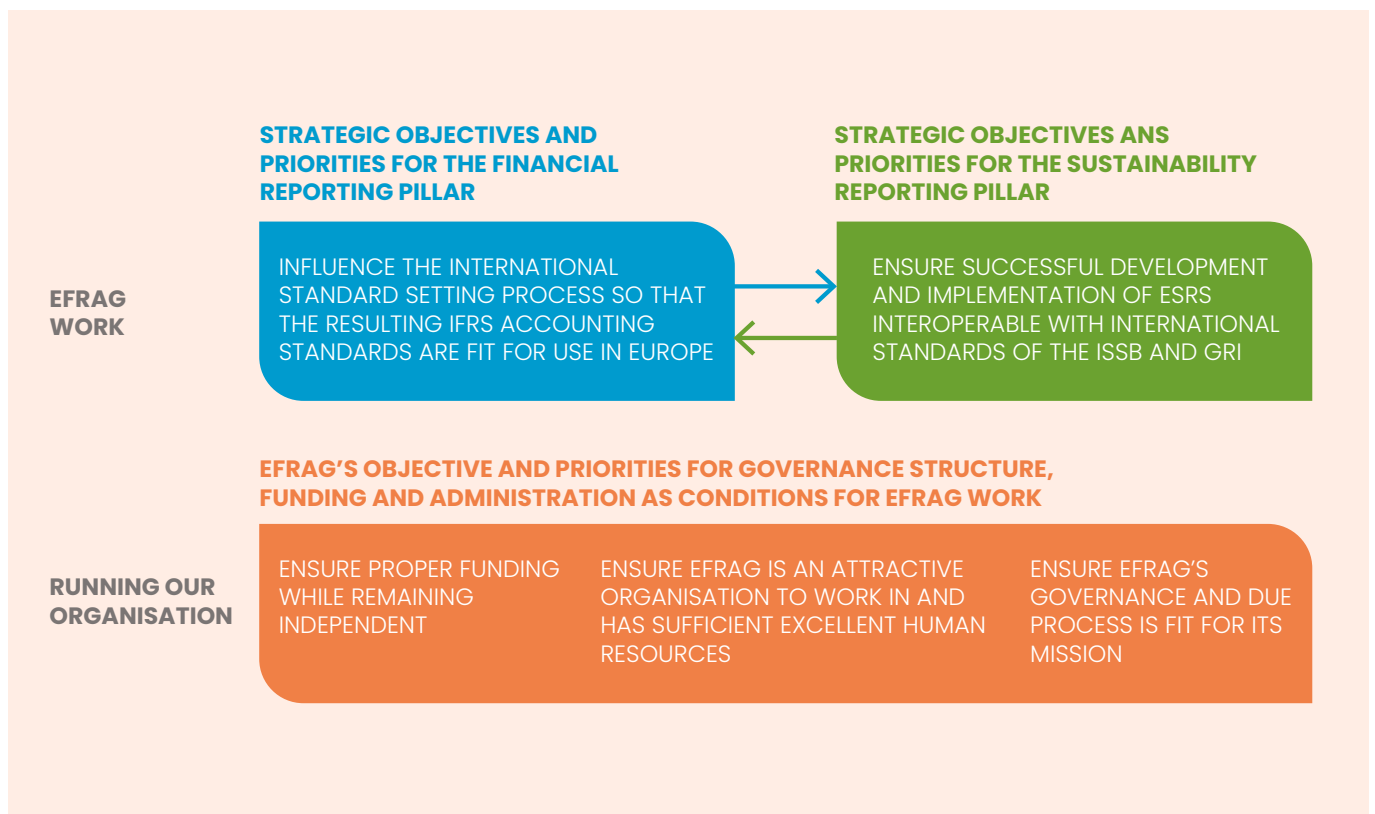 STRATEGIC OBJECTIVES AND
PRIORITIES FOR THE FINANCIAL
REPORTING PILLAR
STRATEGIC OBJECTIVES ANS
PRIORITIES FOR THE SUSTAINABILITY
REPORTING PILLAR
EFRAG
WORK
INFLUENCE THE INTERNATIONAL
STANDARD SETTING PROCESS SO THAT
THE RESULTING IFRS ACCOUNTING
STANDARDS ARE FIT FOR USE IN EUROPE
ENSURE SUCCESSFUL DEVELOPMENT
AND IMPLEMENTATION OF ESRS
INTEROPERABLE WITH INTERNATIONAL
STANDARDS OF THE ISSB AND GRI
EFRAG’S OBJECTIVE AND PRIORITIES FOR GOVERNANCE STRUCTURE,
FUNDING AND ADMINISTRATION AS CONDITIONS FOR EFRAG WORK
RUNNING OUR
ORGANISATION
ENSURE PROPER FUNDING
WHILE REMAINING
INDEPENDENT
ENSURE EFRAG IS AN ATTRACTIVE
ORGANISATION TO WORK IN AND
HAS SUFFICIENT EXCELLENT HUMAN
RESOURCES
ENSURE EFRAG’S
GOVERNANCE AND DUE
PROCESS IS FIT FOR ITS
MISSION